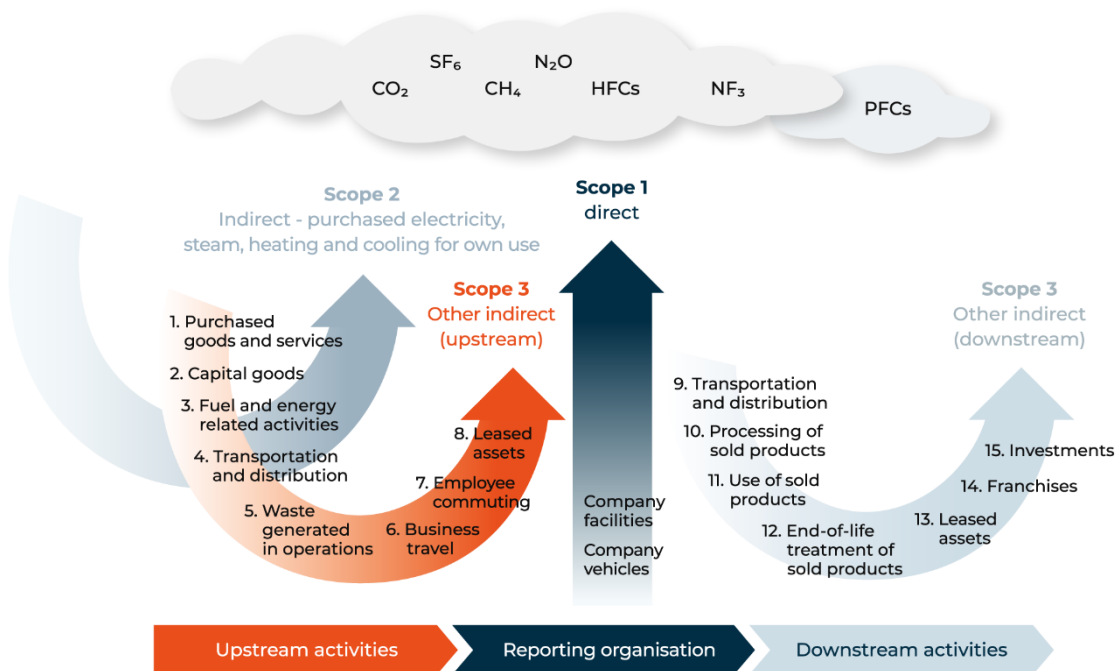 SF₆
N₂O
CO₂
CH₄
HFCs
NF₃
PFCs
Scope 2
Indirect - purchased electricity,
steam, heating and cooling for own use
Scope 1
direct
Scope 3
Other indirect
(upstream)
Scope 3
Other indirect
(downstream)
1. Purchased
goods and services
2. Capital goods
3. Fuel and energy
related activities
4. Transportation
and distribution
5. Waste
generated
in operations
6. Business
travel
7. Employee
commuting
8. Leased
assets
Company
facilities
Company
vehicles
9. Transportation
and distribution
10. Processing of
sold products
11. Use of sold
products
12. End-of-life
treatment of
sold products
13. Leased
assets
14. Franchises
15. Investments
Upstream activities
Reporting organisation
Downstream activities